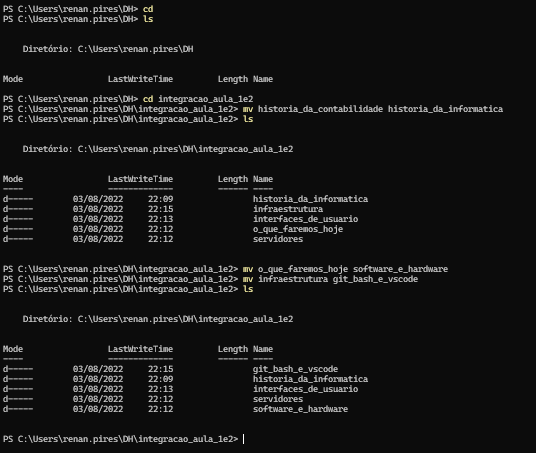 PS C:\Users\renan.pires\DH> cd
PS C:\Users\renan.pires\DH> ls
Diretório: C:\Users\renan.pires\DH
Mode                 LastWriteTime         Length Name
PS C:\Users\renan.pires\DH> cd integracao_aula_1e2
PS C:\Users\renan.pires\DH\integracao_aula_1e2> mv historia_da_contabilidade historia_da_informatica
PS C:\Users\renan.pires\DH\integracao_aula_1e2> ls
Diretório: C:\Users\renan.pires\DH\integracao_aula_1e2
Mode                 LastWriteTime         Length Name
----                 -------------         ------ ----
d-----        03/08/2022     22:09                historia_da_informatica
d-----        03/08/2022     22:15                infraestrutura
d-----        03/08/2022     22:13                interfaces_de_usuario
d-----        03/08/2022     22:12                o_que_faremos_hoje
d-----        03/08/2022     22:12                servidores
PS C:\Users\renan.pires\DH\integracao_aula_1e2> mv o_que_faremos_hoje software_e_hardware
PS C:\Users\renan.pires\DH\integracao_aula_1e2> mv infraestrutura git_bash_e_vscode
PS C:\Users\renan.pires\DH\integracao_aula_1e2> ls
Diretório: C:\Users\renan.pires\DH\integracao_aula_1e2
Mode                 LastWriteTime         Length Name
----                 -------------         ------ ----
d-----        03/08/2022     22:15                git_bash_e_vscode
d-----        03/08/2022     22:09                historia_da_informatica
d-----        03/08/2022     22:13                interfaces_de_usuario
d-----        03/08/2022     22:12                servidores
d-----        03/08/2022     22:12                software_e_hardware
PS C:\Users\renan.pires\DH\integracao_aula_1e2>